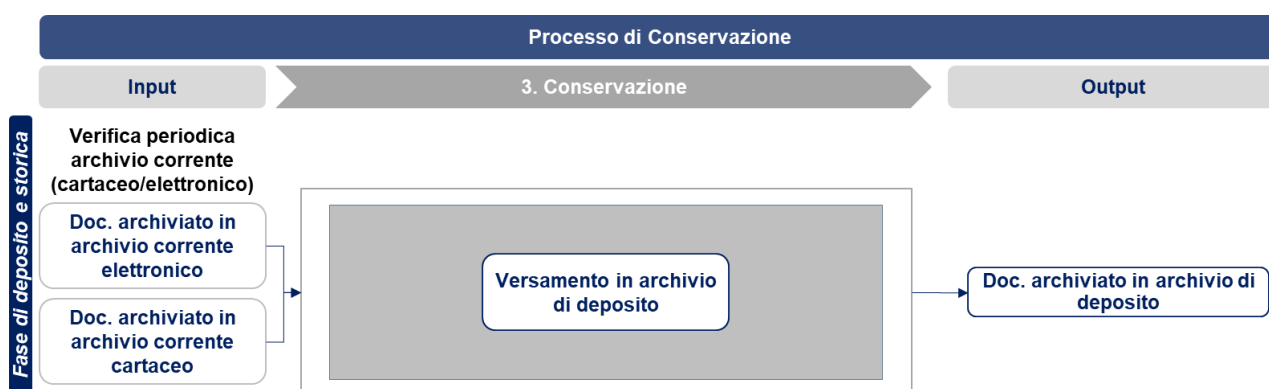 Processo di Conservazione
Input
3. Conservazione
Output
Fase di deposito e storica
Verifica periodica
archivio corrente
(cartaceo/elettronico)
Doc. archiviato in
archivio corrente
elettronico
Doc. archiviato in
archivio corrente
cartaceo
Versamento in archivio
di deposito
Doc. archiviato in archivio di
deposito